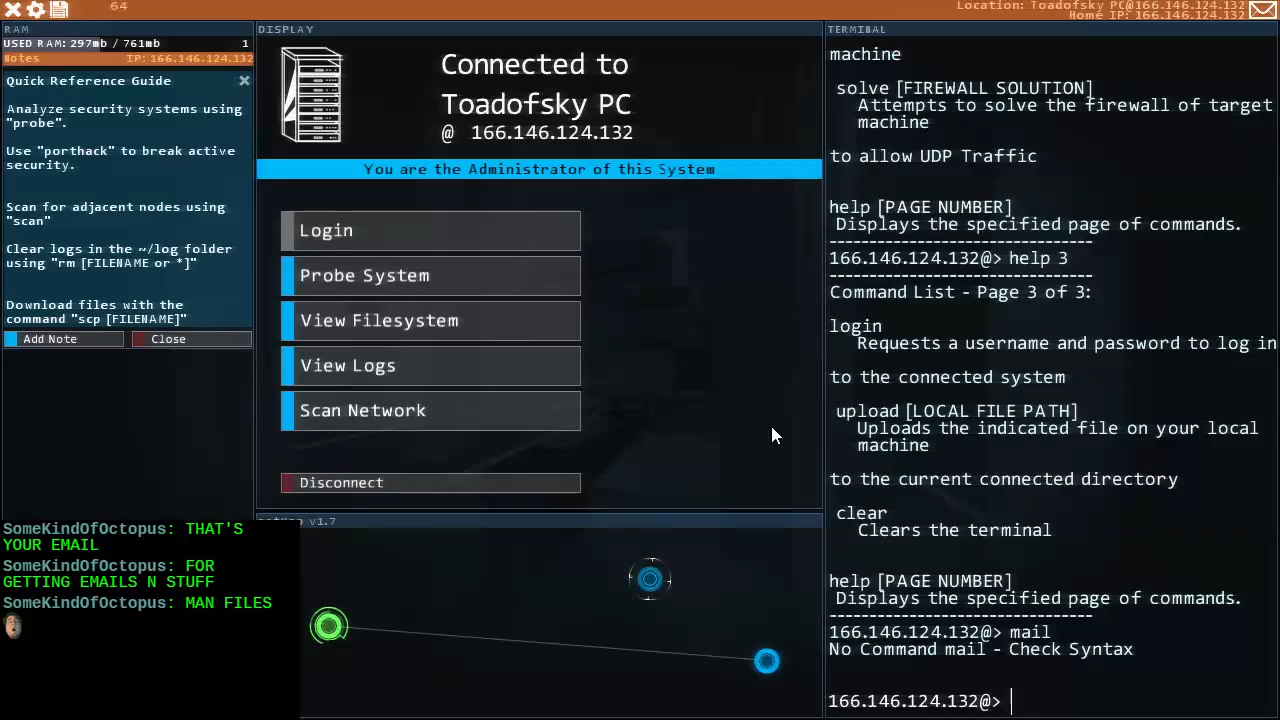 64
Location: Toadofsky PC@166.146.124.132
Home IP: 166.146.124.132
RAM
USED RAM: 297mb / 761mb 1
Notes IP: 166.146.124.132
Quick Reference Guide
Analyze security systems using
"probe".
Use "porthack" to break active
security.
Scan for adjacent nodes using
"scan"
Clear logs in the ~/log folder
using "rm [FILENAME or *]"
Download files with the
command "scp [FILENAME]"
Add Note
Close
SomeKindOfOctopus: THAT'S
YOUR EMAIL
SomeKindOfOctopus: FOR
GETTING EMAILS N STUFF
SomeKindOfOctopus: MAN FILES
DISPLAY
Connected to
Toadofsky PC
@ 166.146.124.132
You are the Administrator of this System
Login
Probe System
View Filesystem
View Logs
Scan Network
Disconnect
v1.7
TERMINAL
machine
solve [FIREWALL SOLUTION]
Attempts to solve the firewall of target
machine
to allow UDP Traffic
help [PAGE NUMBER]
Displays the specified page of commands.
--------------------------------
166.146.124.132@> help 3
--------------------------------
Command List - Page 3 of 3:
login
Requests a username and password to log in
to the connected system
upload [LOCAL FILE PATH]
Uploads the indicated file on your local
machine
to the current connected directory
clear
Clears the terminal
help [PAGE NUMBER]
Displays the specified page of commands.
--------------------------------
166.146.124.132@> mail
No Command mail - Check Syntax
166.146.124.132@>